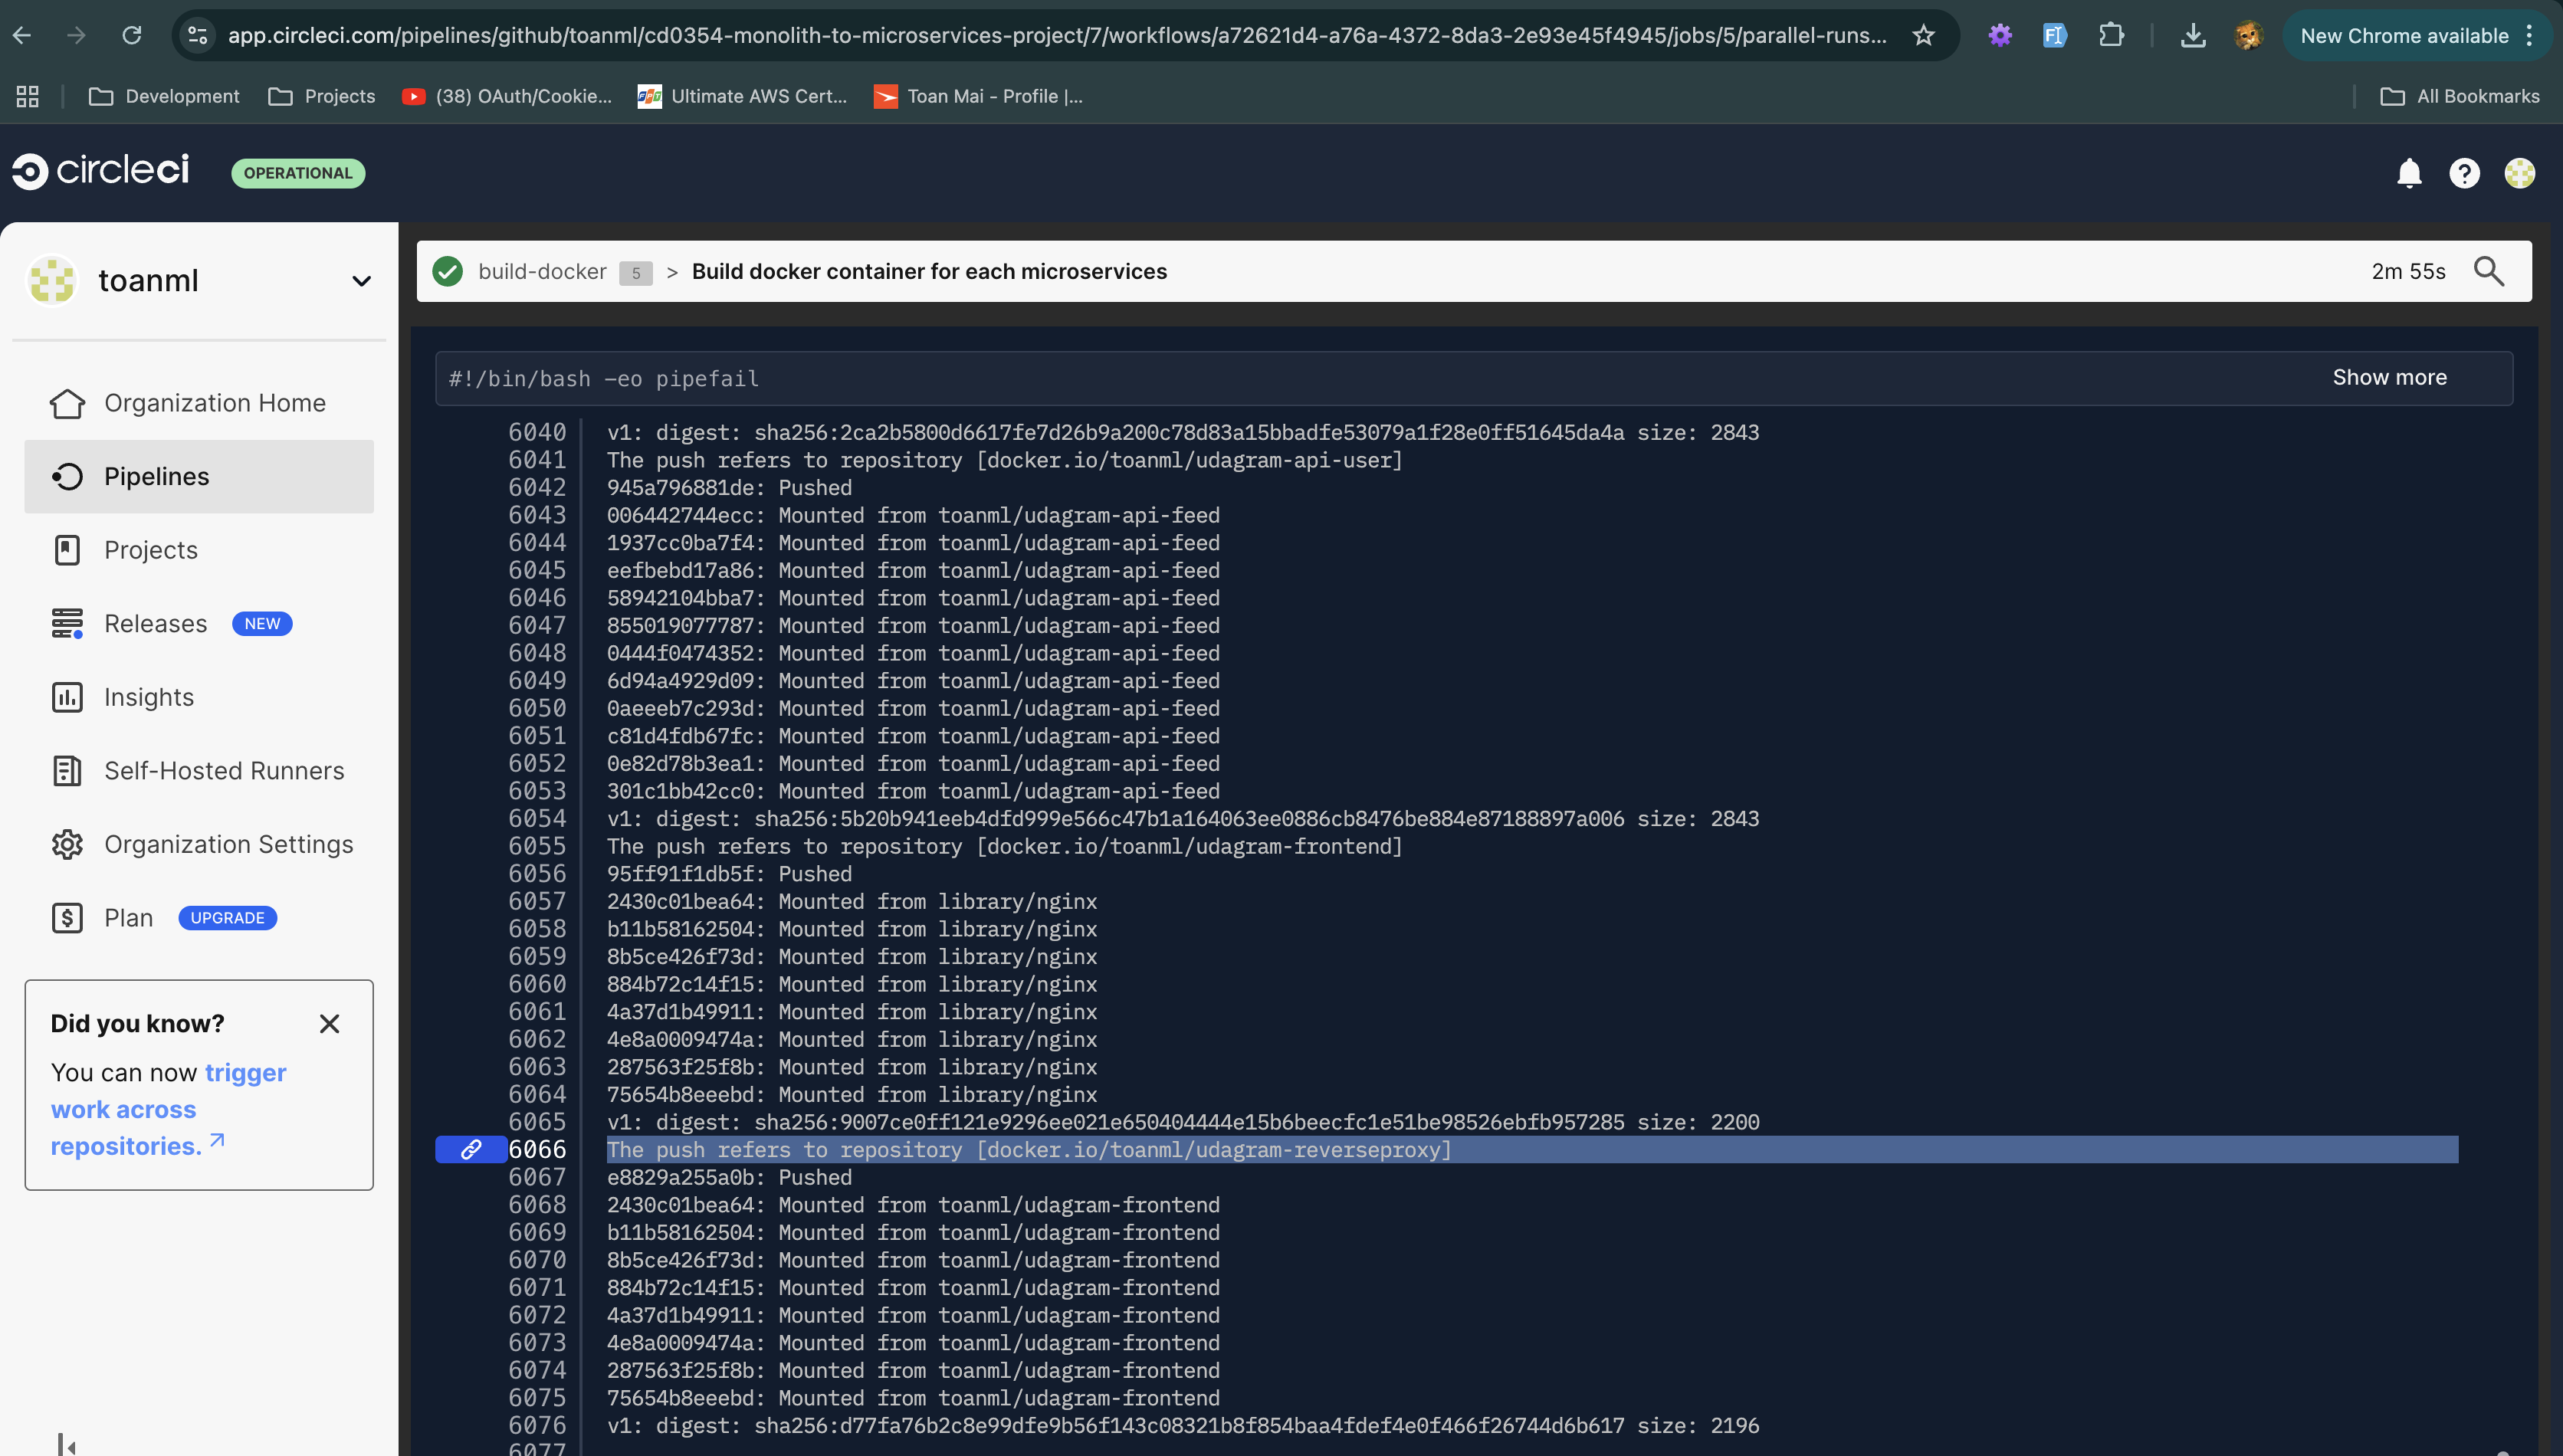 app.circleci.com/pipelines/github/toanml/cd0354-monolith-to-microservices-project/7/workflows/a72621d4-a76a-4372-8da3-2e93e45f4945/jobs/5/parallel-runs...
New Chrome available
Development
Projects
(38) OAuth/Cookie...
Ultimate AWS Cert...
Toan Mai - Profile |...
All Bookmarks
circleci
OPERATIONAL
toanml
Organization Home
Pipelines
Projects
Releases NEW
Insights
Self-Hosted Runners
Organization Settings
Plan UPGRADE
Did you know?
You can now trigger
work across
repositories.
build-docker 5 > Build docker container for each microservices
2m 55s
#!/bin/bash -eo pipefail
Show more
6040 v1: digest: sha256:2ca2b5800d6617fe7d26b9a200c78d83a15bbadfe53079a1f28e0ff51645da4a size: 2843
6041 The push refers to repository [docker.io/toanml/udagram-api-user]
6042 945a796881de: Pushed
6043 006442744ecc: Mounted from toanml/udagram-api-feed
6044 1937cc0ba7f4: Mounted from toanml/udagram-api-feed
6045 eefbebd17a86: Mounted from toanml/udagram-api-feed
6046 58942104bba7: Mounted from toanml/udagram-api-feed
6047 855019077787: Mounted from toanml/udagram-api-feed
6048 0444f0474352: Mounted from toanml/udagram-api-feed
6049 6d94a4929d09: Mounted from toanml/udagram-api-feed
6050 0aeeeb7c293d: Mounted from toanml/udagram-api-feed
6051 c81d4fdb67fc: Mounted from toanml/udagram-api-feed
6052 0e82d78b3ea1: Mounted from toanml/udagram-api-feed
6053 301c1bb42cc0: Mounted from toanml/udagram-api-feed
6054 v1: digest: sha256:5b20b941eeb4dfd999e566c47b1a164063ee0886cb8476be884e87188897a006 size: 2843
6055 The push refers to repository [docker.io/toanml/udagram-frontend]
6056 95ff91f1db5f: Pushed
6057 2430c01bea64: Mounted from library/nginx
6058 b11b58162504: Mounted from library/nginx
6059 8b5ce426f73d: Mounted from library/nginx
6060 884b72c14f15: Mounted from library/nginx
6061 4a37d1b49911: Mounted from library/nginx
6062 4e8a0009474a: Mounted from library/nginx
6063 287563f25f8b: Mounted from library/nginx
6064 75654b8eeebd: Mounted from library/nginx
6065 v1: digest: sha256:9007ce0ff121e9296ee021e650404444e15b6beecfc1e51be98526ebfb957285 size: 2200
6066 The push refers to repository [docker.io/toanml/udagram-reverseproxy]
6067 e8829a255a0b: Pushed
6068 2430c01bea64: Mounted from toanml/udagram-frontend
6069 b11b58162504: Mounted from toanml/udagram-frontend
6070 8b5ce426f73d: Mounted from toanml/udagram-frontend
6071 884b72c14f15: Mounted from toanml/udagram-frontend
6072 4a37d1b49911: Mounted from toanml/udagram-frontend
6073 4e8a0009474a: Mounted from toanml/udagram-frontend
6074 287563f25f8b: Mounted from toanml/udagram-frontend
6075 75654b8eeebd: Mounted from toanml/udagram-frontend
6076 v1: digest: sha256:d77fa76b2c8e99dfe9b56f143c08321b8f854baa4fdef4e0f466f26744d6b617 size: 2196
6077